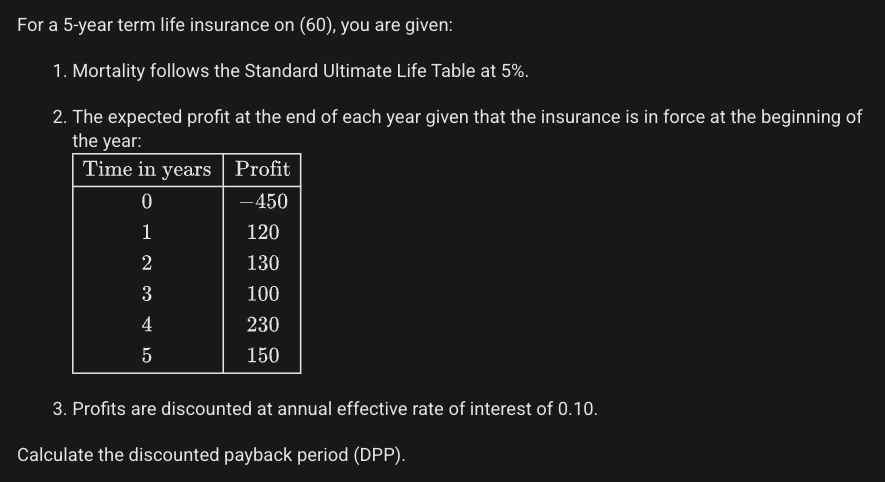 For a 5-year term life insurance on (60), you are given:
1. Mortality follows the Standard Ultimate Life Table at 5%.
2. The expected profit at the end of each year given that the insurance is in force at the beginning of
the year:
Time in years Profit
0 −450
1 120
2 130
3 100
4 230
5 150
3. Profits are discounted at annual effective rate of interest of 0.10.
Calculate the discounted payback period (DPP).